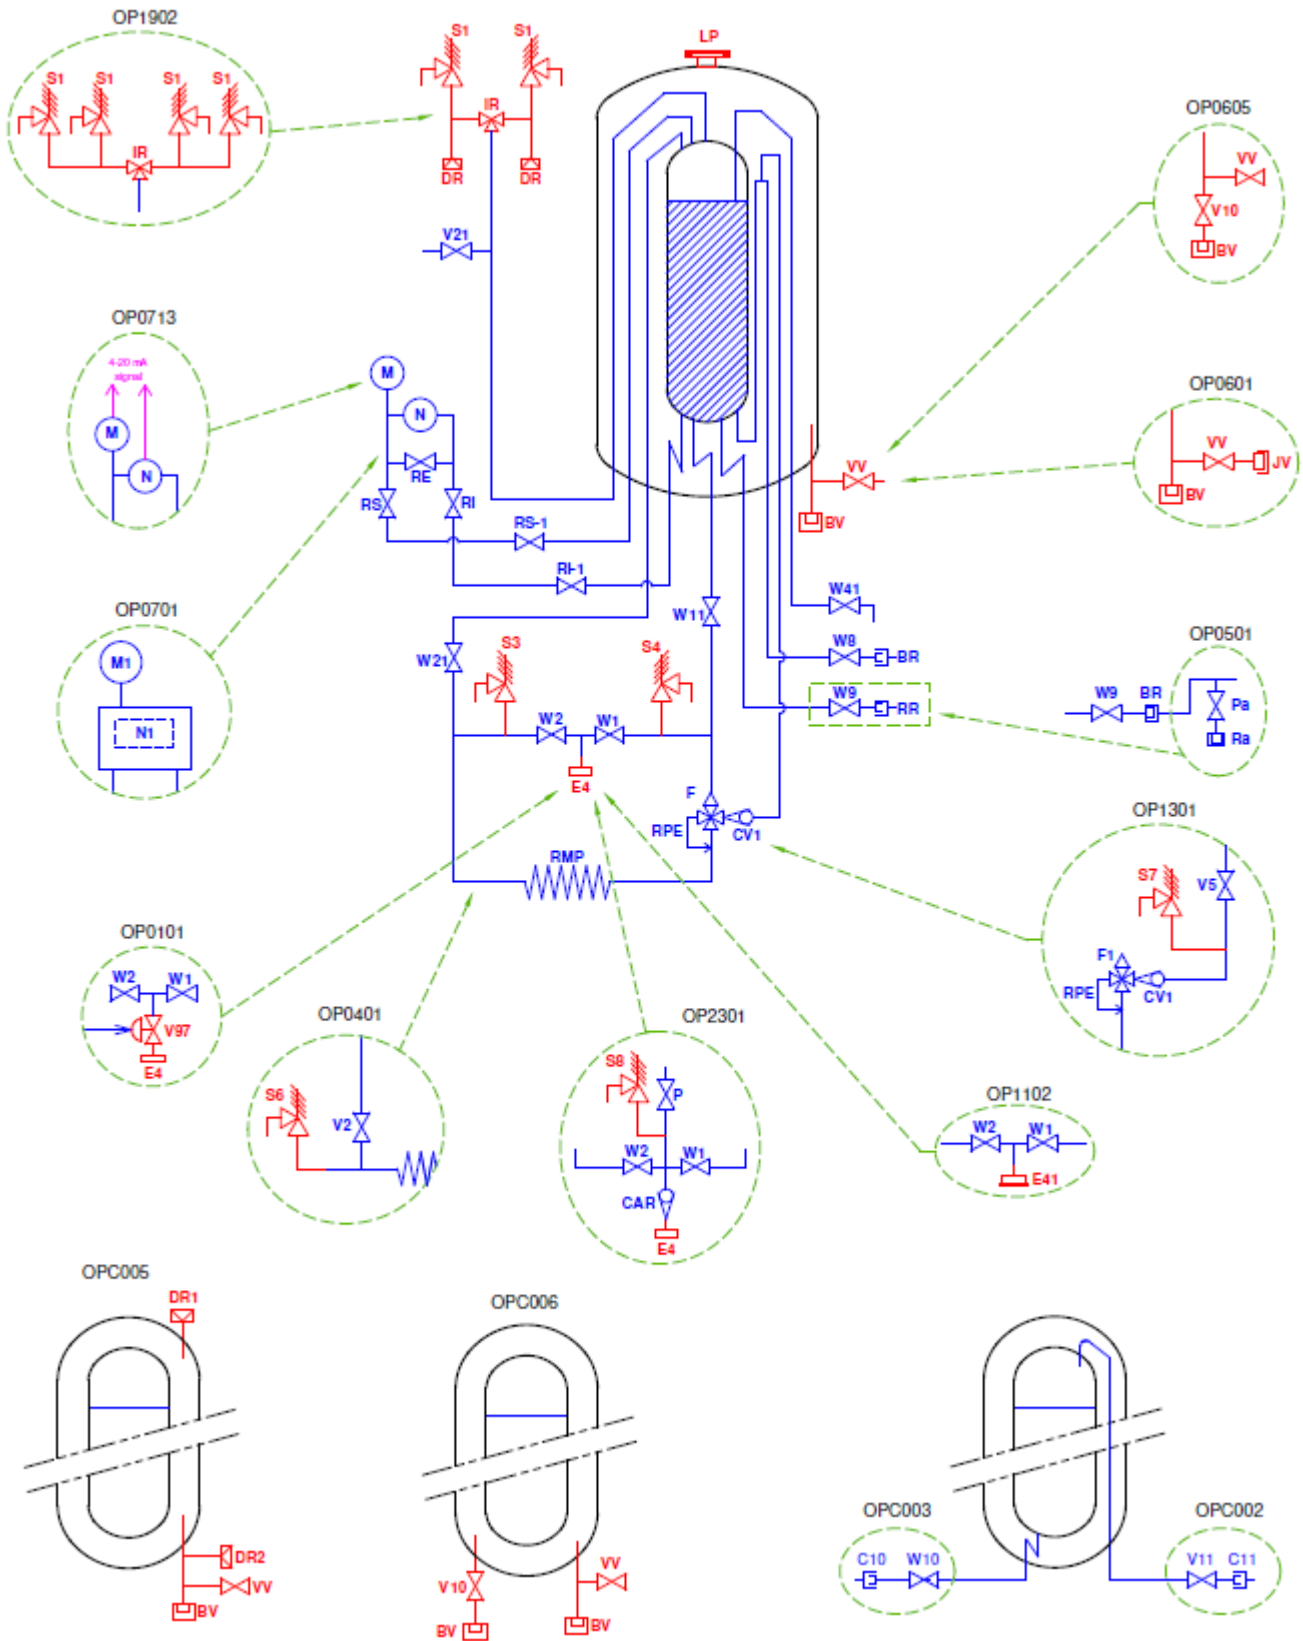 OP1902
S1
S1
S1
S1
IR
S1
S1
IR
DR
DR
LP
OP0605
VV
V10
BV
V21
OP0713
4-20 mA
signal
M
N
M
N
RE
RS
RI
RS-1
RI-1
OP0601
VV
JV
BV
VV
BV
OP0701
M1
N1
W21
S3
S4
W11
W2
W1
E4
W41
W8
BR
W9
RR
OP0501
W9
BR
Pa
Ra
F
RPE
CV1
RMP
OP1301
S7
V5
F1
RPE
CV1
OP0101
W2
W1
V97
E4
OP0401
S6
V2
OP2301
S8
P
W2
W1
CAR
E4
OP1102
W2
W1
E41
OPC005
DR1
DR2
VV
BV
OPC006
V10
VV
BV
BV
OPC003
C10
W10
OPC002
V11
C11